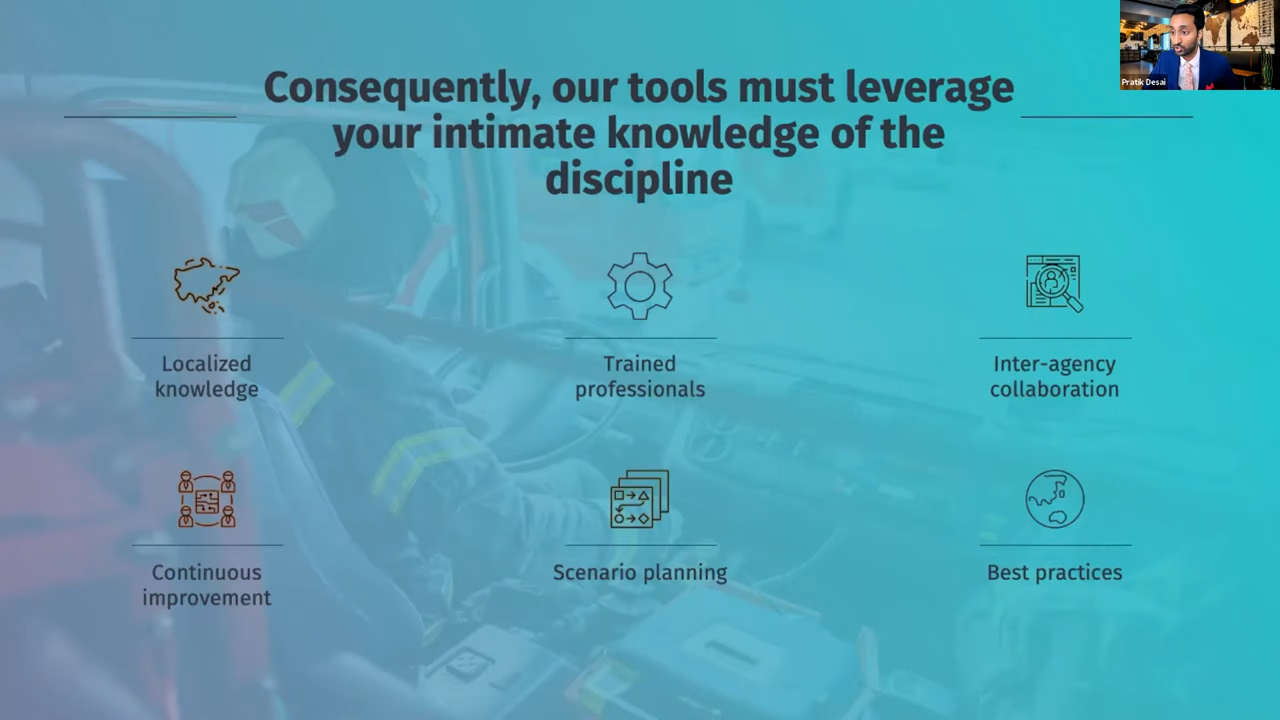 Pratik Desai
Consequently, our tools must leverage
your intimate knowledge of the
discipline
Localized
knowledge
Trained
professionals
Inter-agency
collaboration
Continuous
improvement
Scenario planning
Best practices